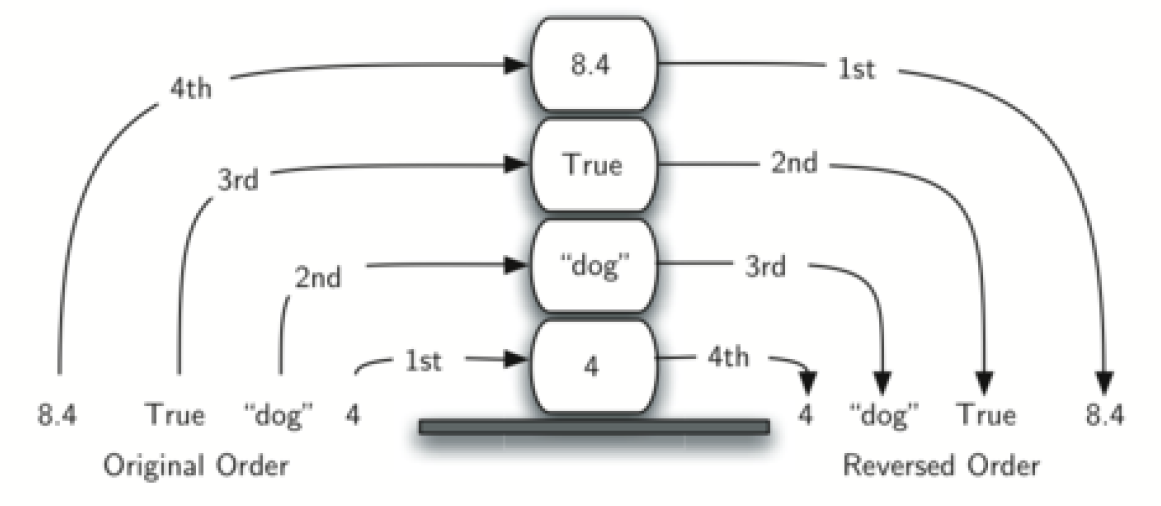 8.4
4th
1st
True
3rd
2nd
“dog”
2nd
3rd
4
1st
4th
8.4 True “dog” 4
4 “dog” True 8.4
Original Order
Reversed Order